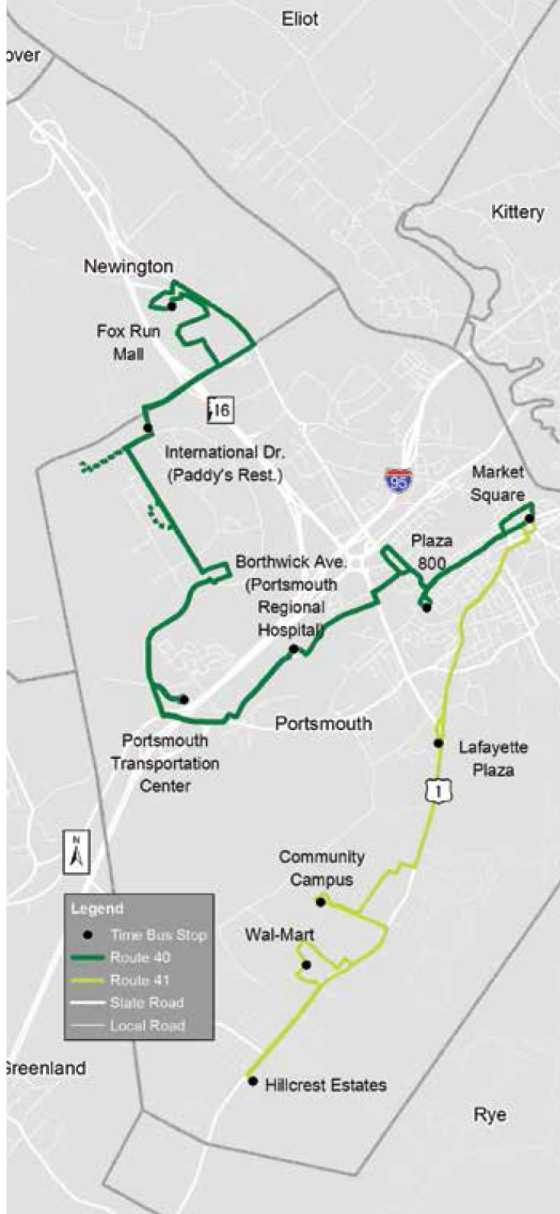 Eliot
over
Kittery
Newington
Fox Run
Mall
16
International Dr.
(Paddy's Rest.)
95
Market
Square
Plaza
800
Borthwick Ave.
(Portsmouth
Regional
Hospital)
Portsmouth
Portsmouth
Transportation
Center
Lafayette
Plaza
1
N
Community
Campus
Wal-Mart
Legend
Time Bus Stop
Route 40
Route 41
State Road
Local Road
Greenland
Hillcrest Estates
Rye